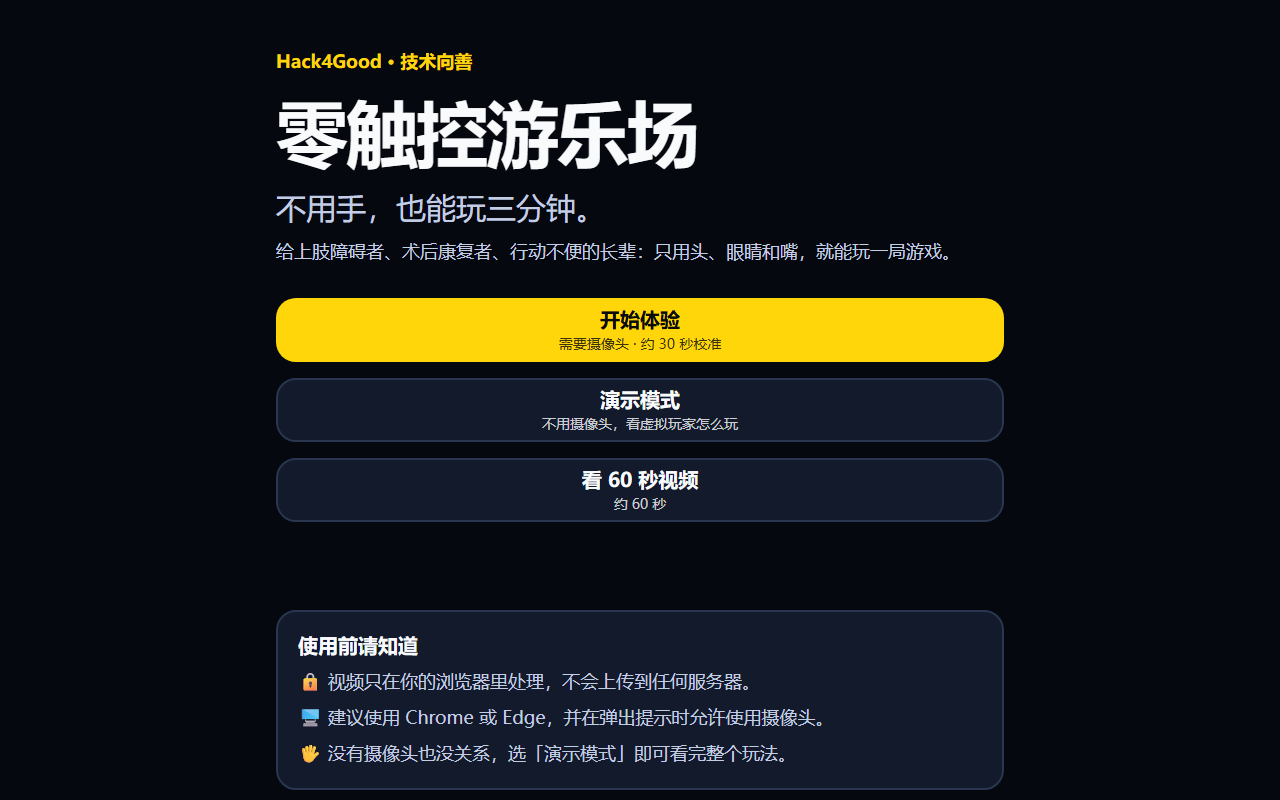 Hack4Good • 技术向善
零触控游乐场
不用手，也能玩三分钟。
给上肢障碍者、术后康复者、行动不便的长辈：只用头、眼睛和嘴，就能玩一局游戏。
开始体验
需要摄像头 · 约 30 秒校准
演示模式
不用摄像头，看虚拟玩家怎么玩
看 60 秒视频
约 60 秒
使用前请知道
视频只在你的浏览器里处理，不会上传到任何服务器。
建议使用 Chrome 或 Edge，并在弹出提示时允许使用摄像头。
没有摄像头也没关系，选「演示模式」即可看完整个玩法。